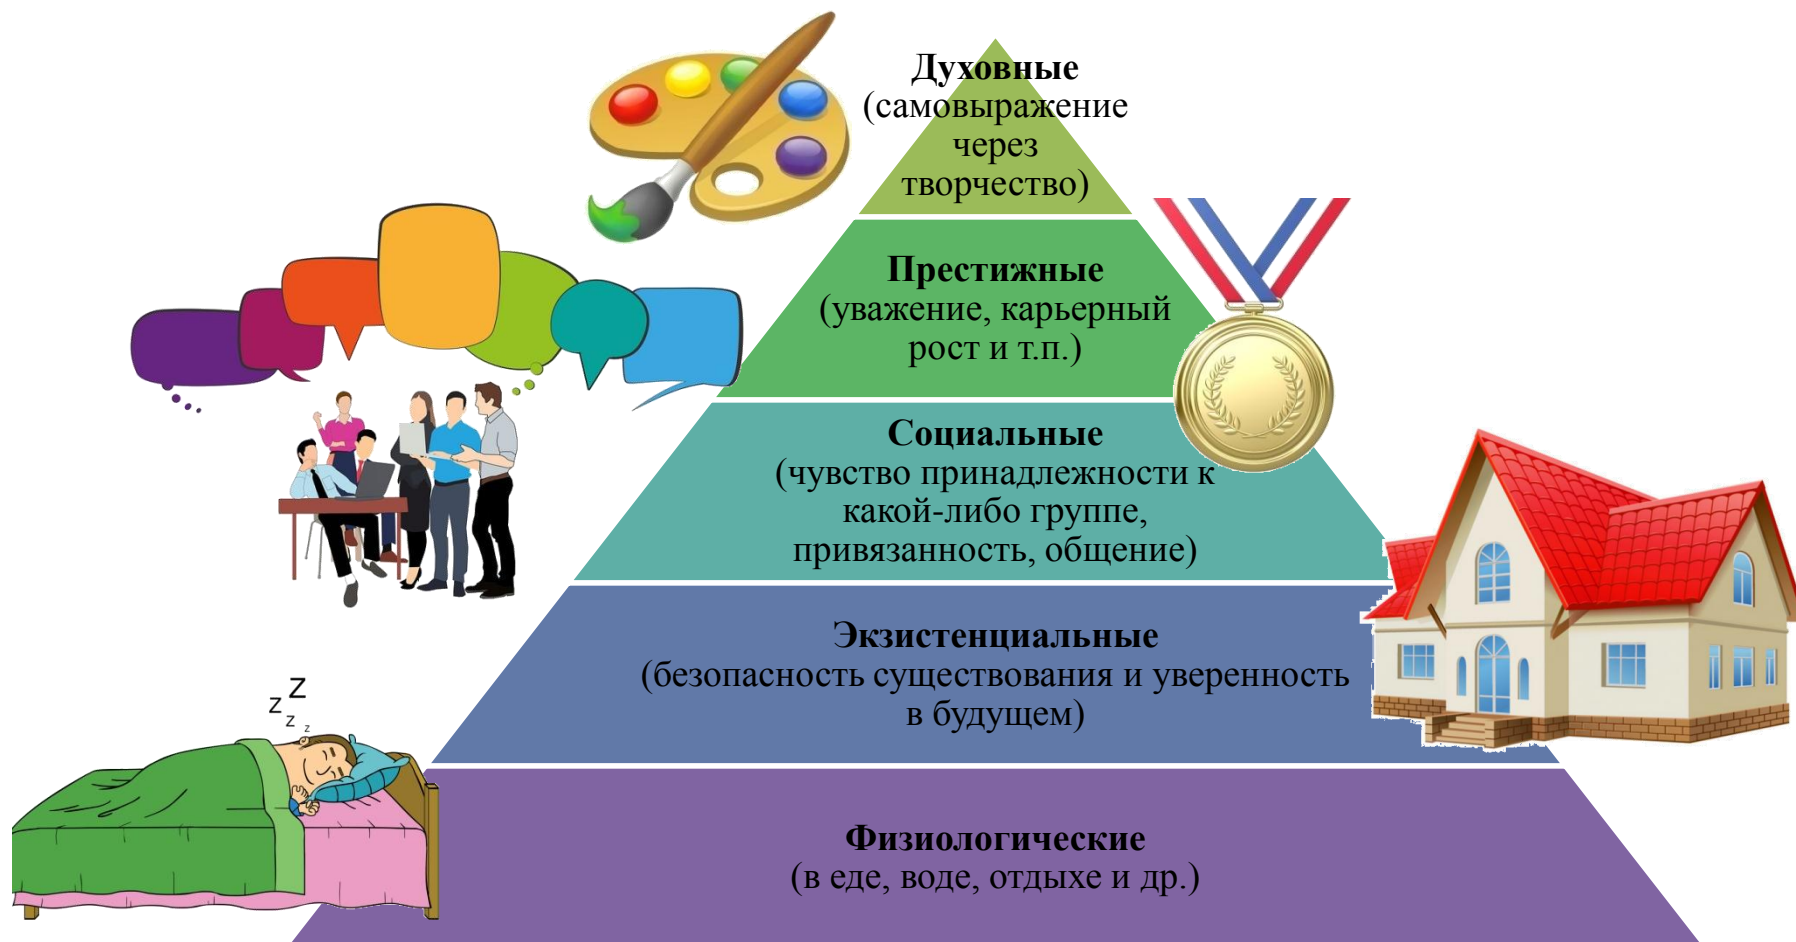 Духовные
(самовыражение
через
творчество)
Престижные
(уважение, карьерный
рост и т.п.)
Социальные
(чувство принадлежности к
какой-либо группе,
привязанность, общение)
Экзистенциальные
(безопасность существования и уверенность
в будущем)
z Z
z z
Физиологические
(в еде, воде, отдыхе и др.)